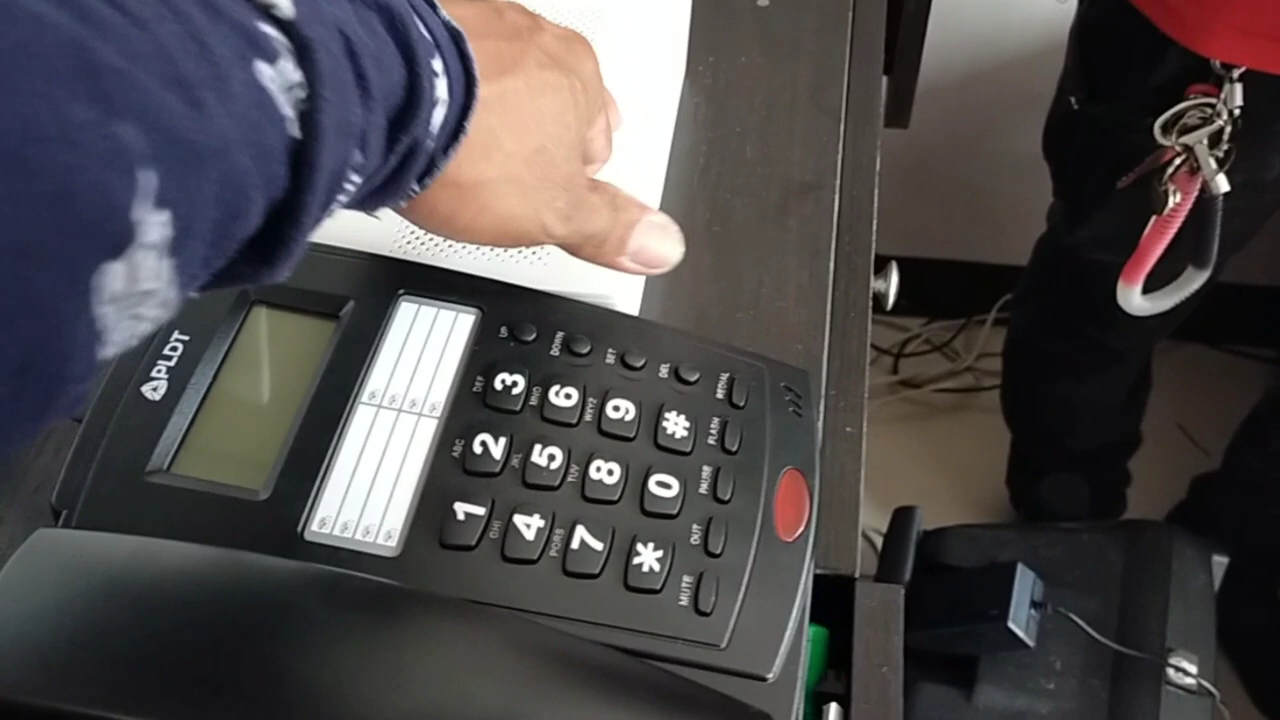 PLDT
ABC DEF UP
1 2 3
GHI JKL MNO DOWN
4 5 6
PQRS TUV WXYZ SET
7 8 9 DEL
* 0 #
MUTE OUT PAUSE FLASH REDIAL